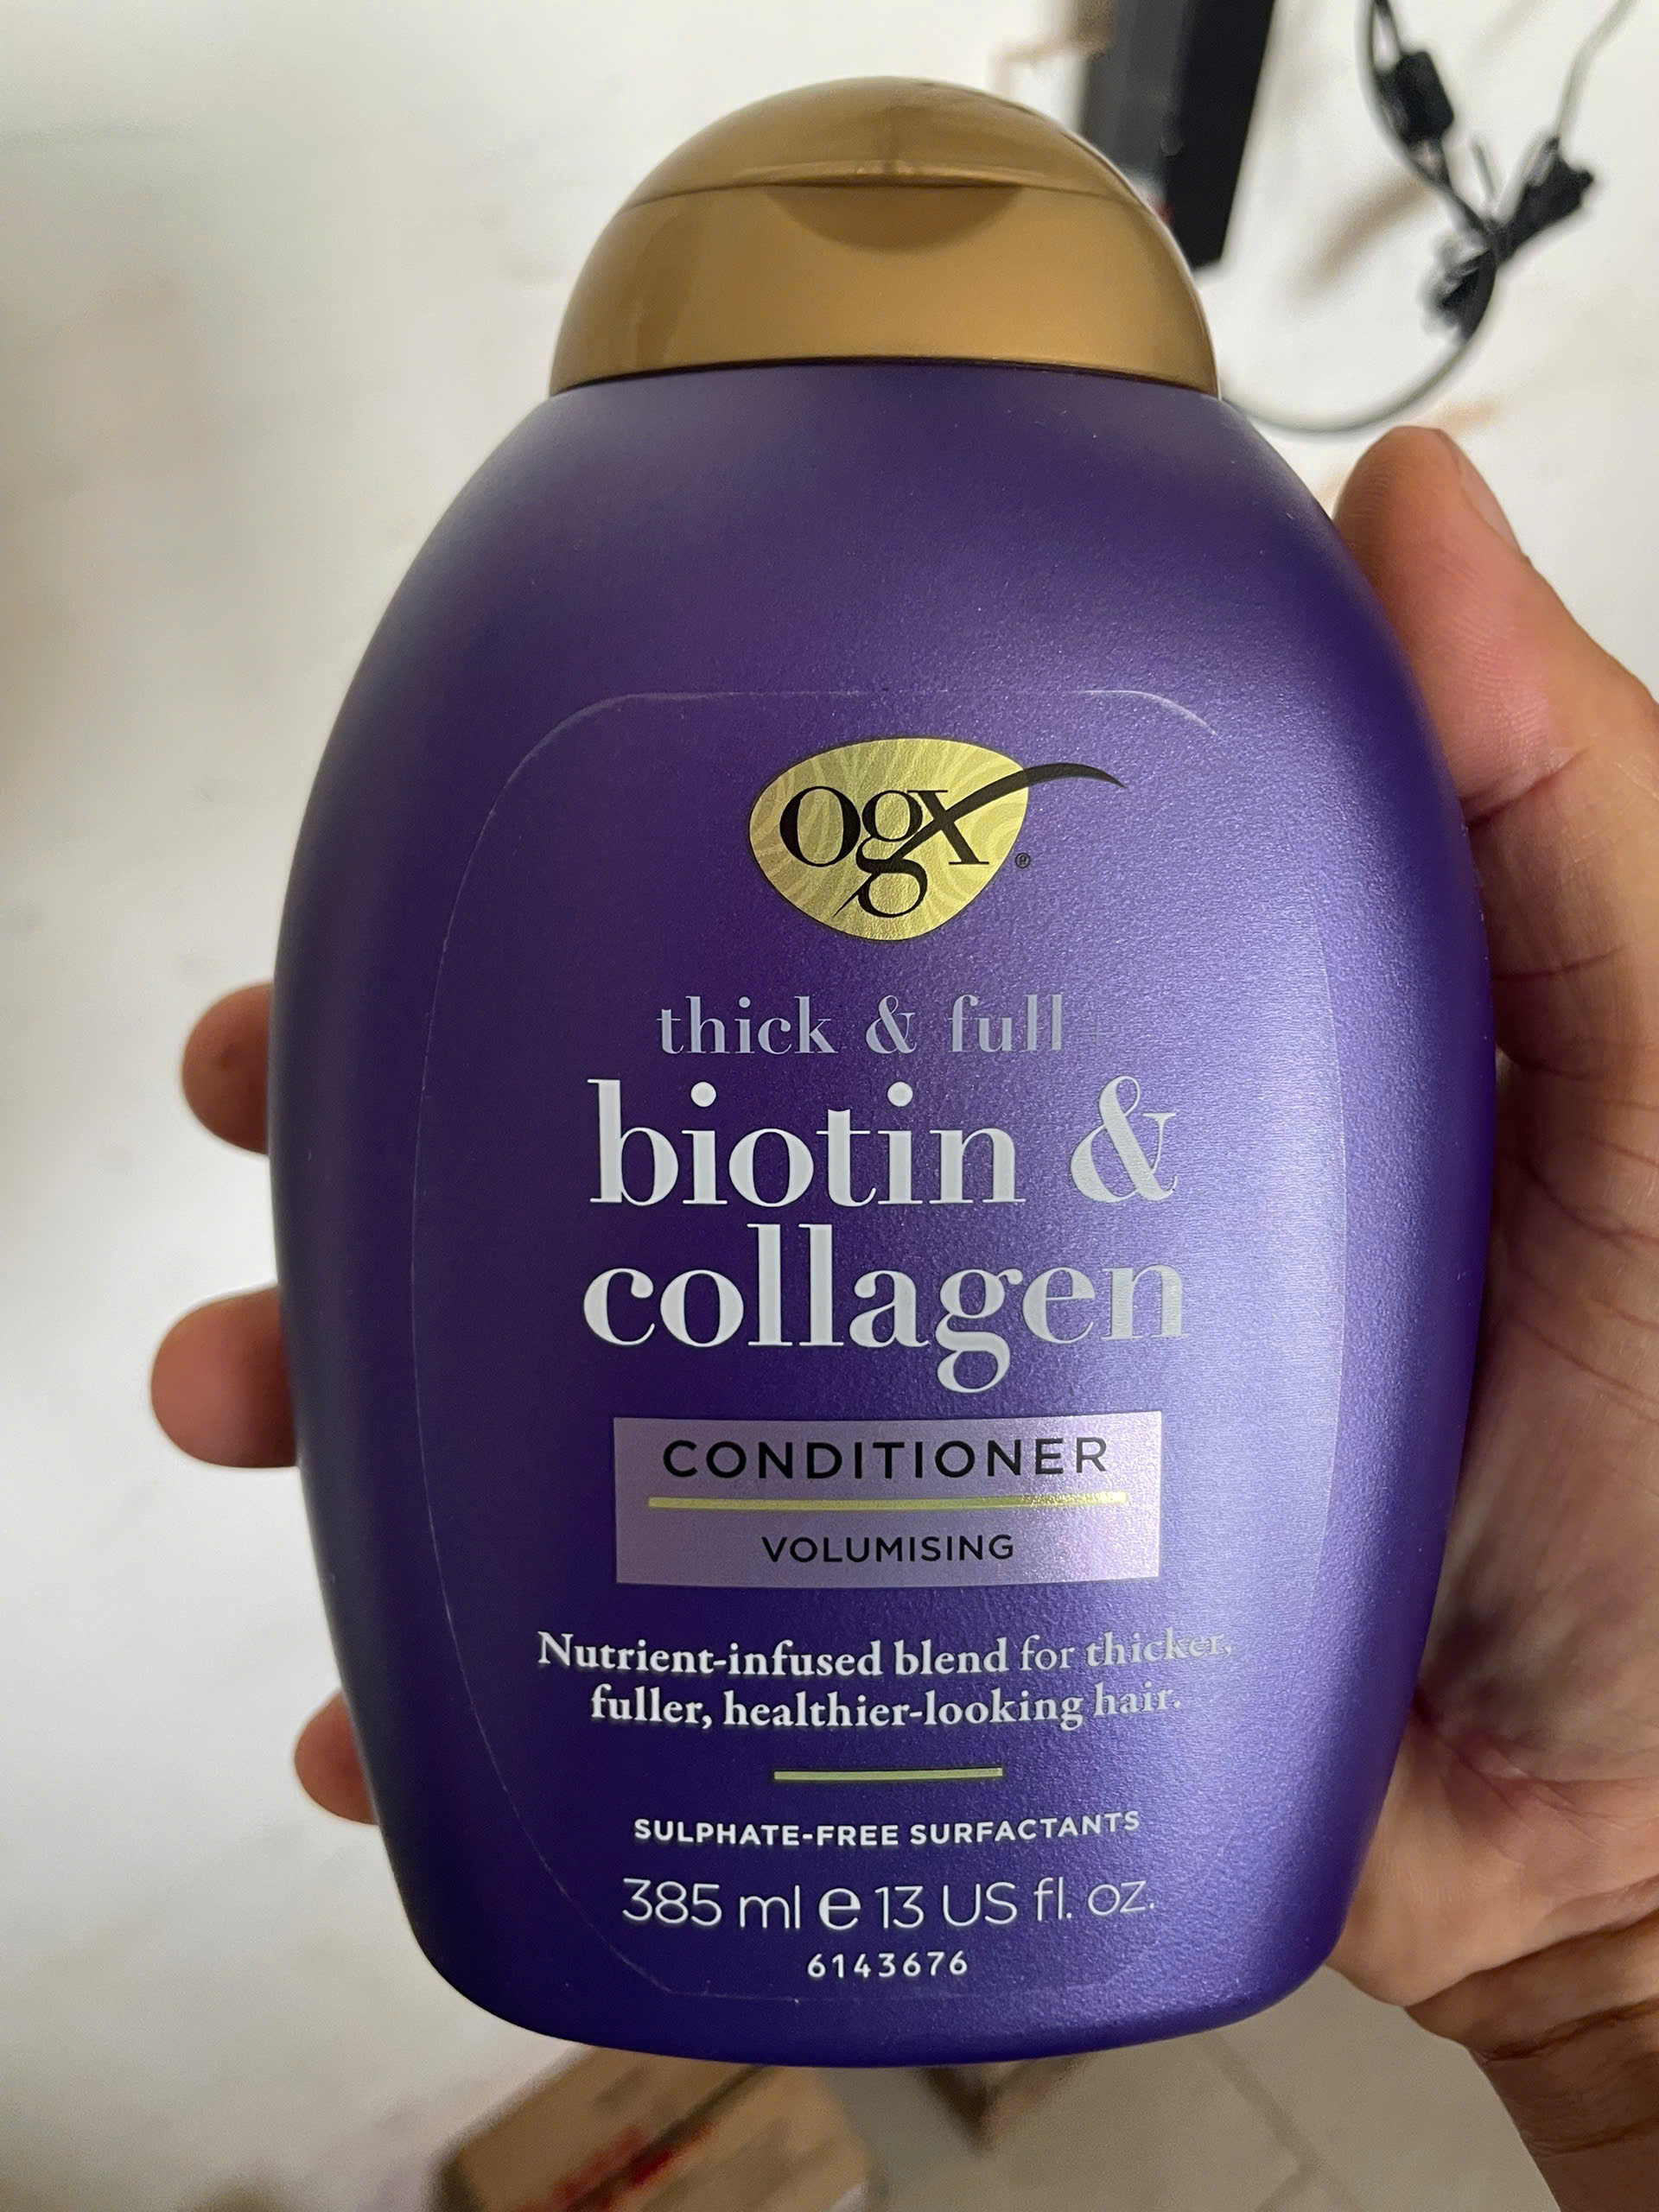 ogx®
thick & full+
biotin &
collagen
CONDITIONER
VOLUMISING
Nutrient-infused blend for thicker,
fuller, healthier-looking hair.
SULPHATE-FREE SURFACTANTS
385 ml e 13 US fl. oz.
6143676